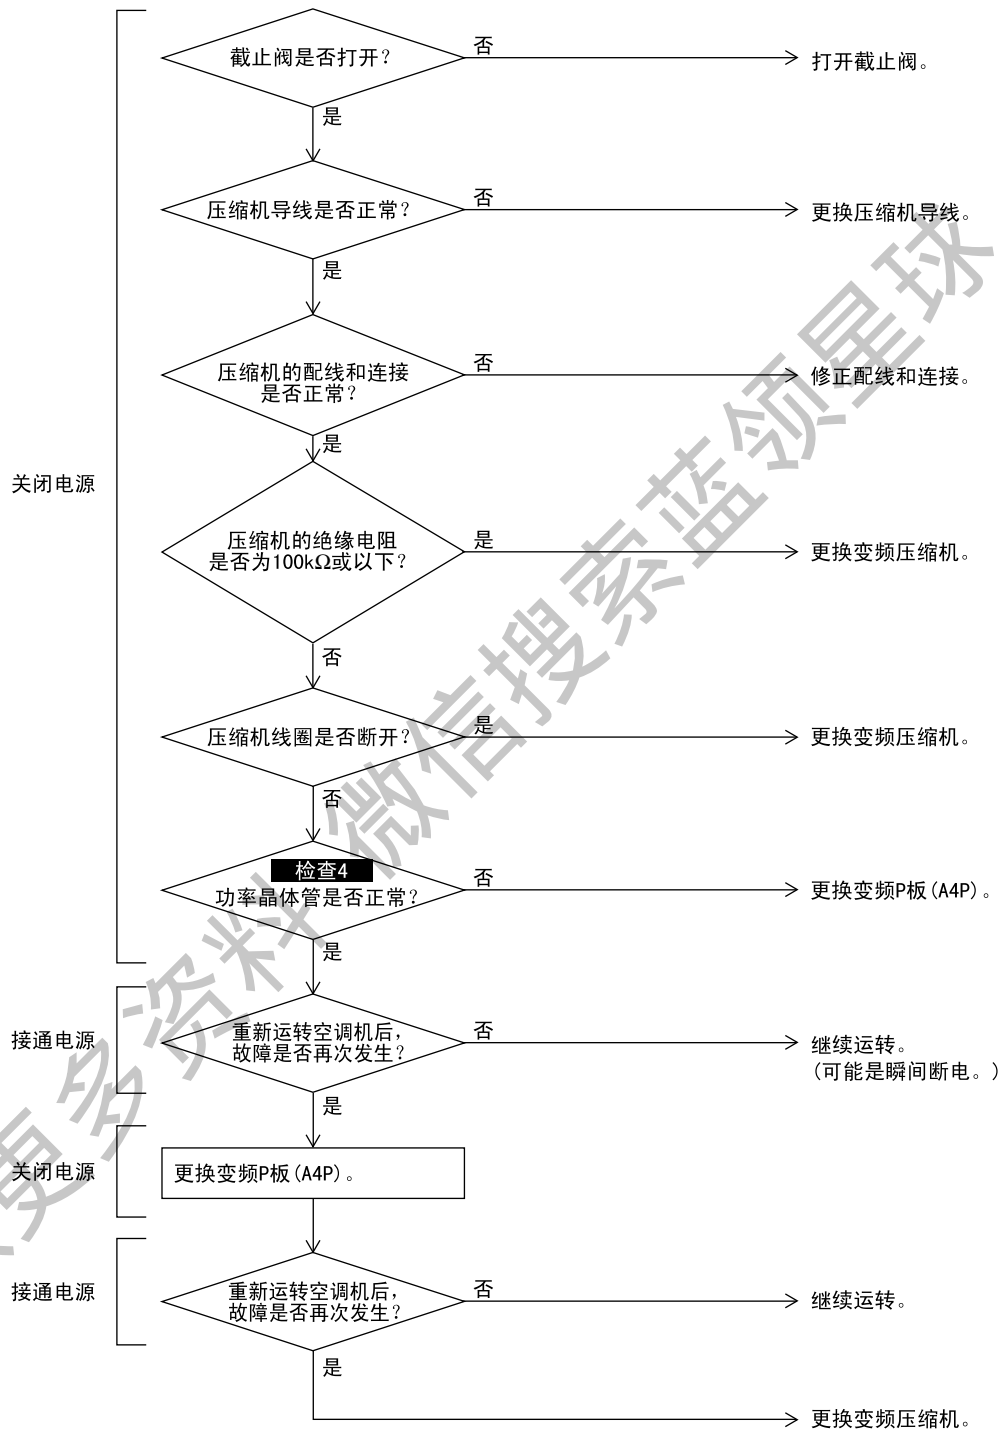 截止阀是否打开？
否
打开截止阀。
是
压缩机导线是否正常？
否
更换压缩机导线。
是
压缩机的配线和连接
是否正常？
否
修正配线和连接。
是
关闭电源
压缩机的绝缘电阻
是否为100kΩ或以下？
是
更换变频压缩机。
否
压缩机线圈是否断开？
是
更换变频压缩机。
否
检查4
功率晶体管是否正常？
否
更换变频P板(A4P)。
是
接通电源
重新运转空调机后，
故障是否再次发生？
否
继续运转。
(可能是瞬间断电。)
是
关闭电源
更换变频P板(A4P)。
接通电源
重新运转空调机后，
故障是否再次发生？
否
继续运转。
是
更换变频压缩机。
更多资料 微信搜索蓝领星球